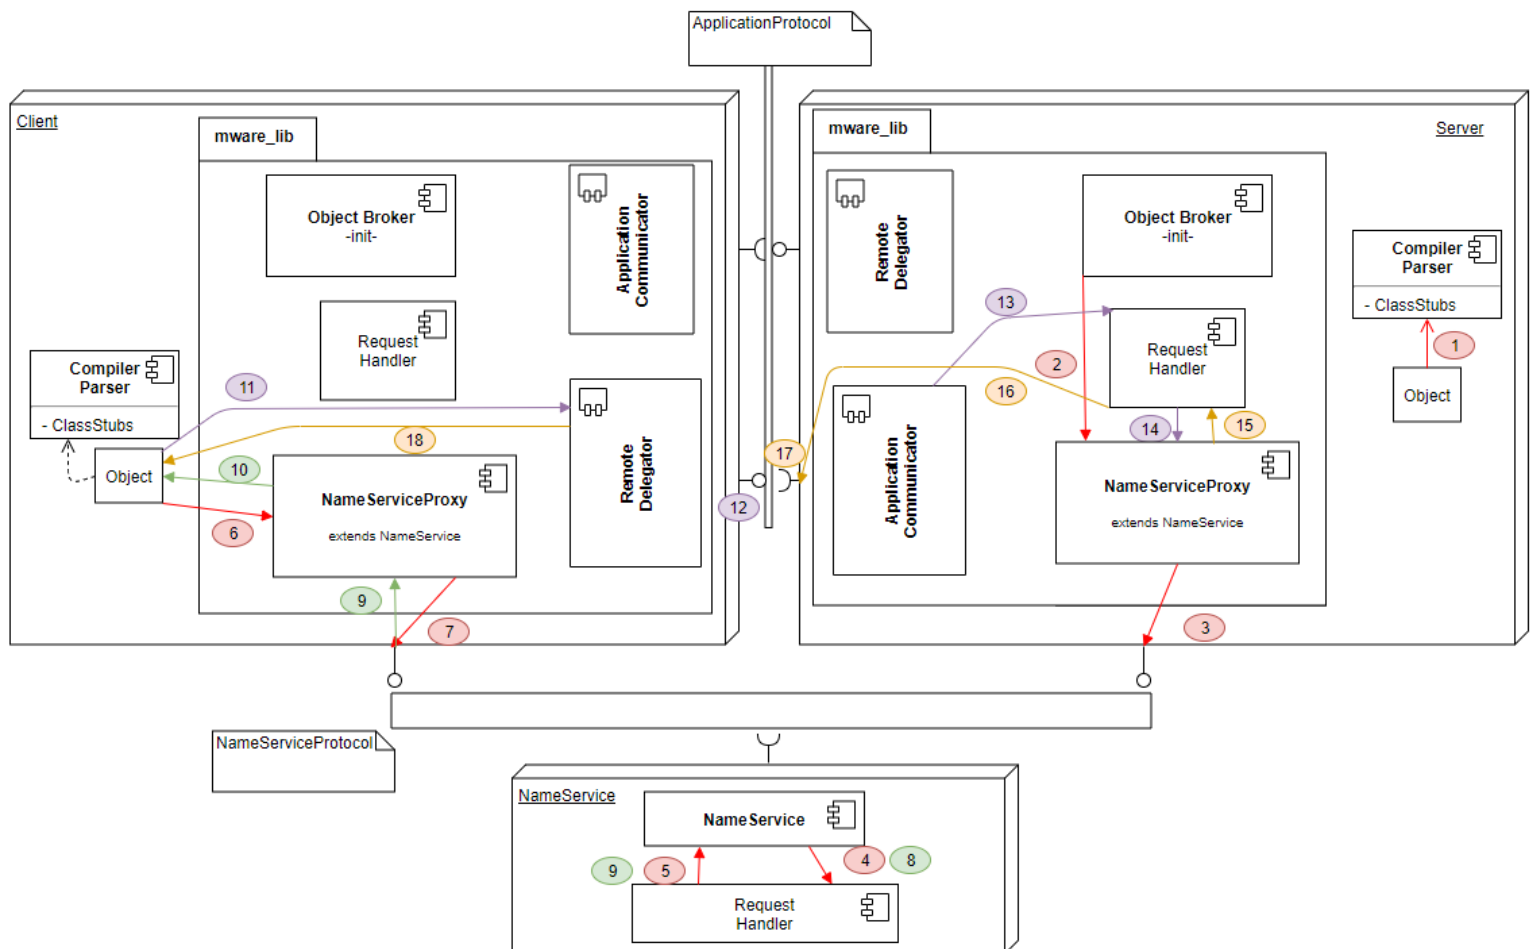 ApplicationProtocol
Client
mware_lib
Object Broker
-init-
Application
Communicator
Request
Handler
Compiler
Parser
- ClassStubs
Object
11
18
10
6
NameServiceProxy
extends NameService
Remote
Delegator
9
7
12
17
Server
mware_lib
Remote
Delegator
Object Broker
-init-
Compiler
Parser
- ClassStubs
1
Object
13
2
16
Request
Handler
14
15
Application
Communicator
NameServiceProxy
extends NameService
3
NameServiceProtocol
NameService
NameService
9
5
4
8
Request
Handler